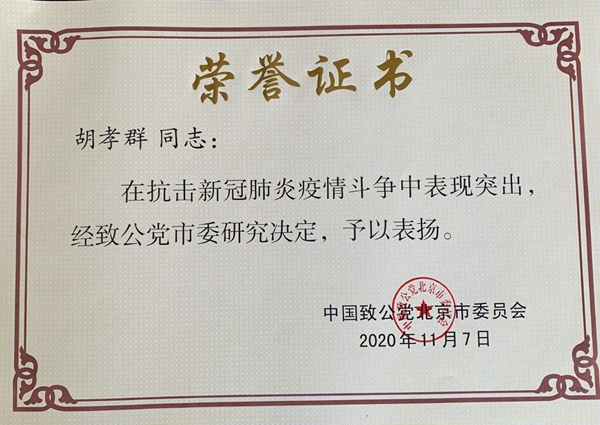 荣誉证书
胡孝群 同志：
在抗击新冠肺炎疫情斗争中表现突出，
经致公党市委研究决定，予以表扬。
中国致公党北京市委员会
2020年11月7日